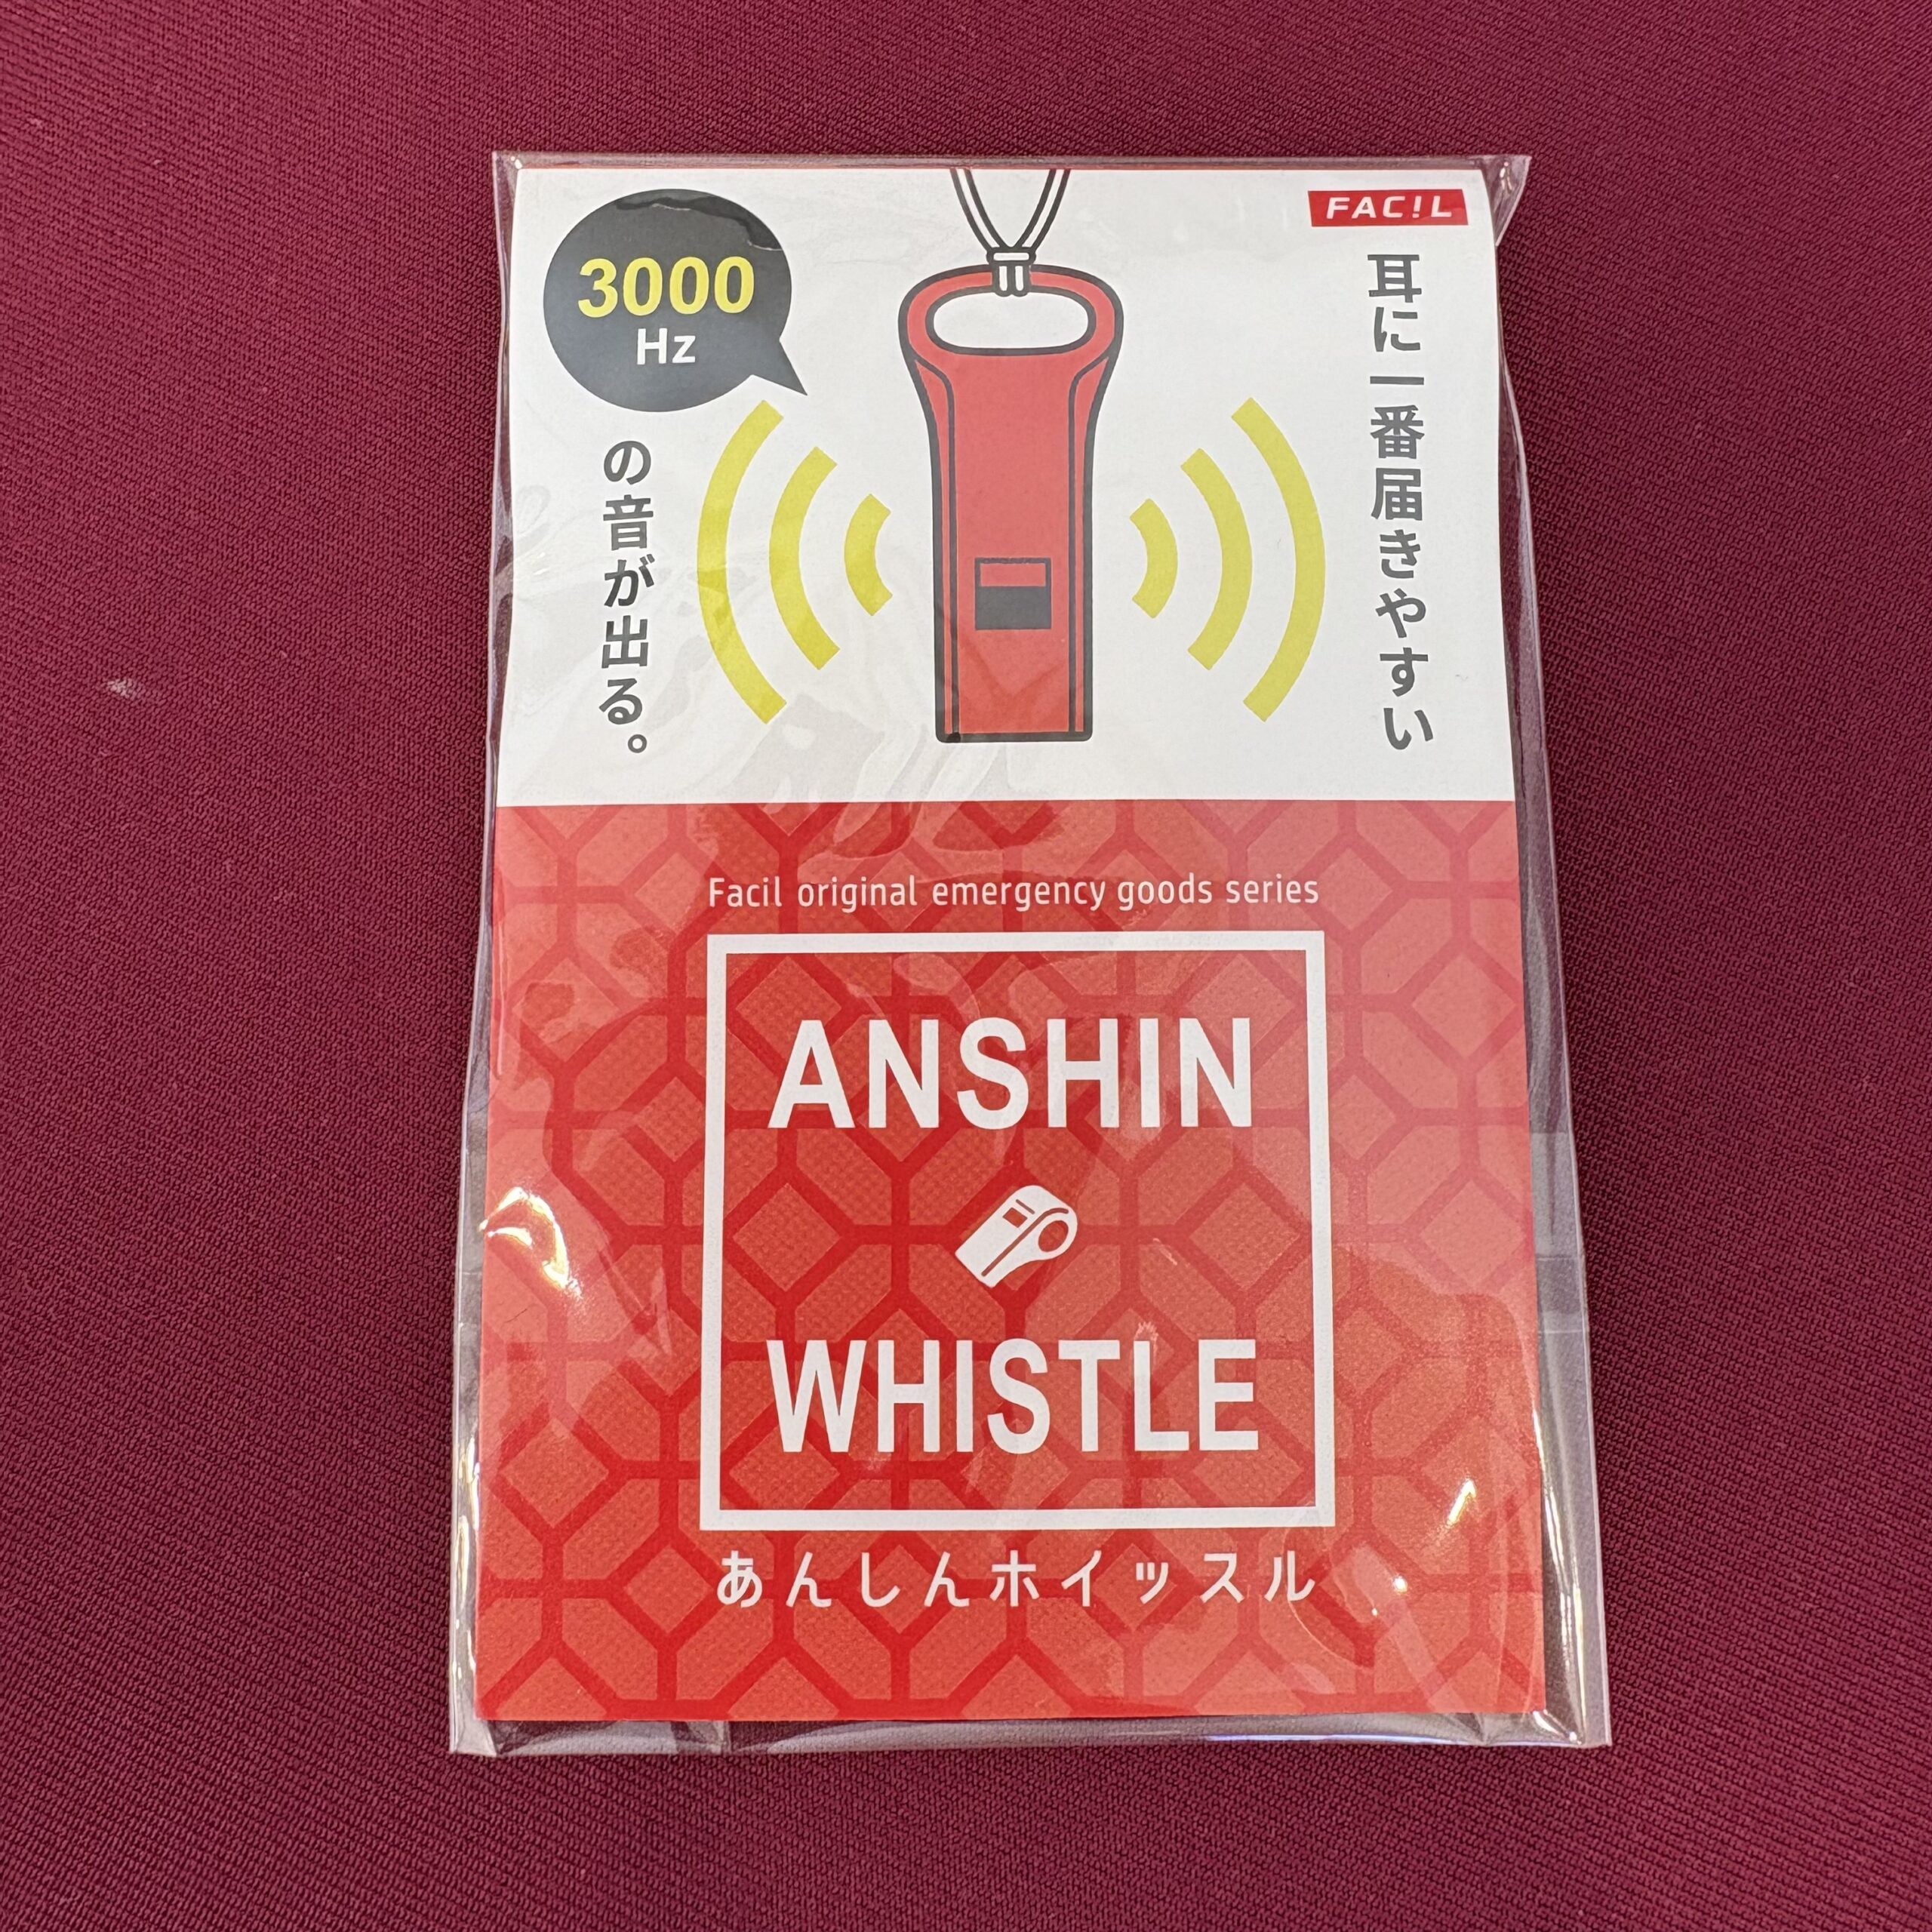 FAC!L
耳に一番届きやすい
3000
Hz
の音が出る。
Facil original emergency goods series
ANSHIN
WHISTLE
あんしんホイッスル